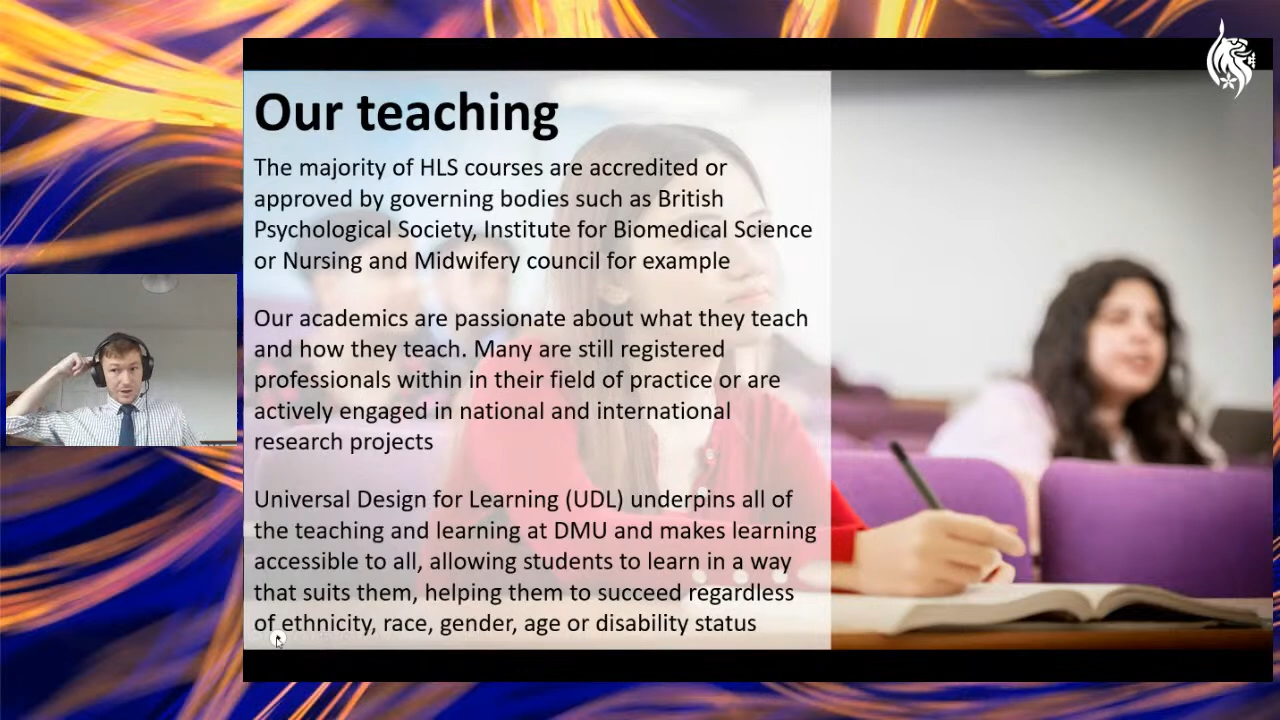 Our teaching
The majority of HLS courses are accredited or
approved by governing bodies such as British
Psychological Society, Institute for Biomedical Science
or Nursing and Midwifery council for example
Our academics are passionate about what they teach
and how they teach. Many are still registered
professionals within in their field of practice or are
actively engaged in national and international
research projects
Universal Design for Learning (UDL) underpins all of
the teaching and learning at DMU and makes learning
accessible to all, allowing students to learn in a way
that suits them, helping them to succeed regardless
of ethnicity, race, gender, age or disability status